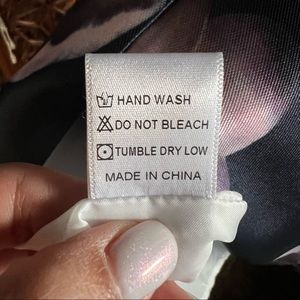 HAND WASH
DO NOT BLEACH
TUMBLE DRY LOW
MADE IN CHINA